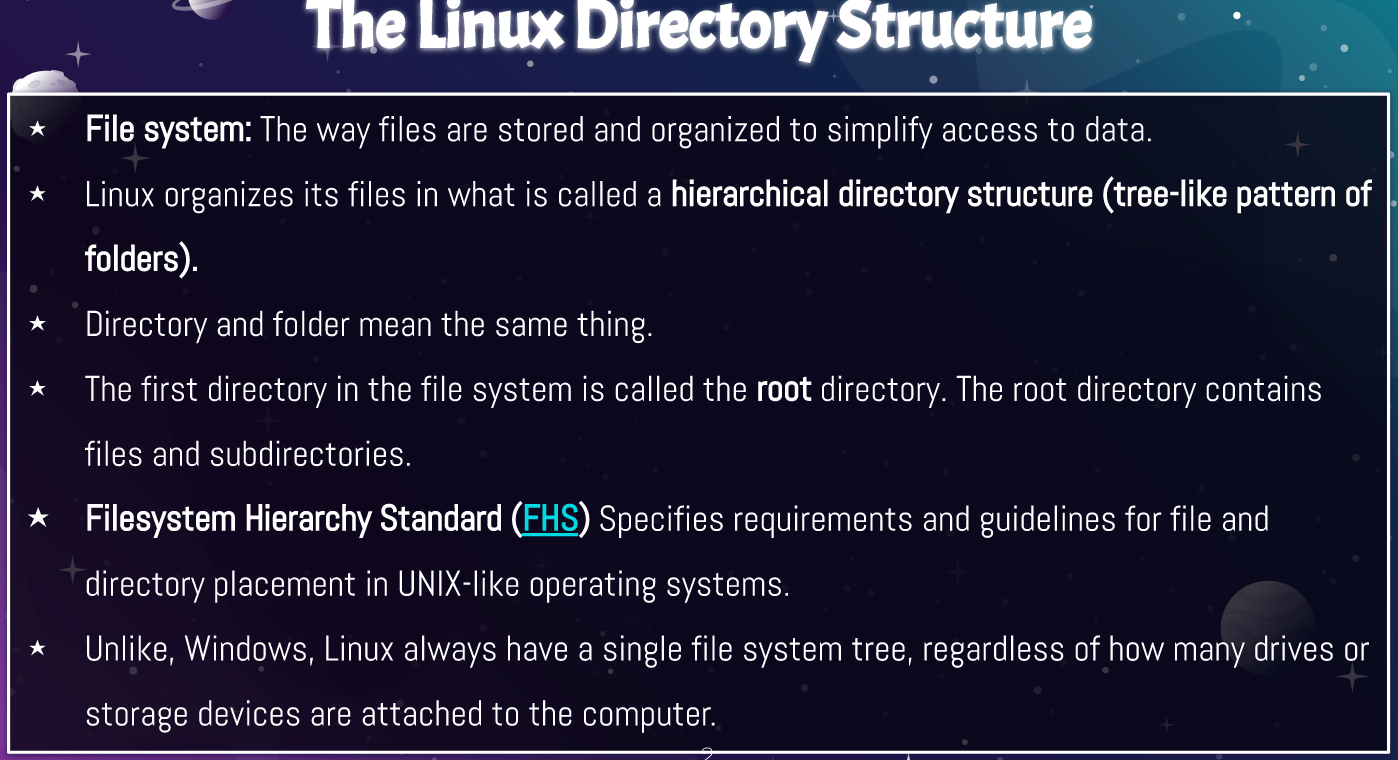 The Linux Directory Structure
★ File system: The way files are stored and organized to simplify access to data.
★ Linux organizes its files in what is called a hierarchical directory structure (tree-like pattern of
folders).
★ Directory and folder mean the same thing.
★ The first directory in the file system is called the root directory. The root directory contains
files and subdirectories.
★ Filesystem Hierarchy Standard (FHS) Specifies requirements and guidelines for file and
directory placement in UNIX-like operating systems.
★ Unlike, Windows, Linux always have a single file system tree, regardless of how many drives or
storage devices are attached to the computer.